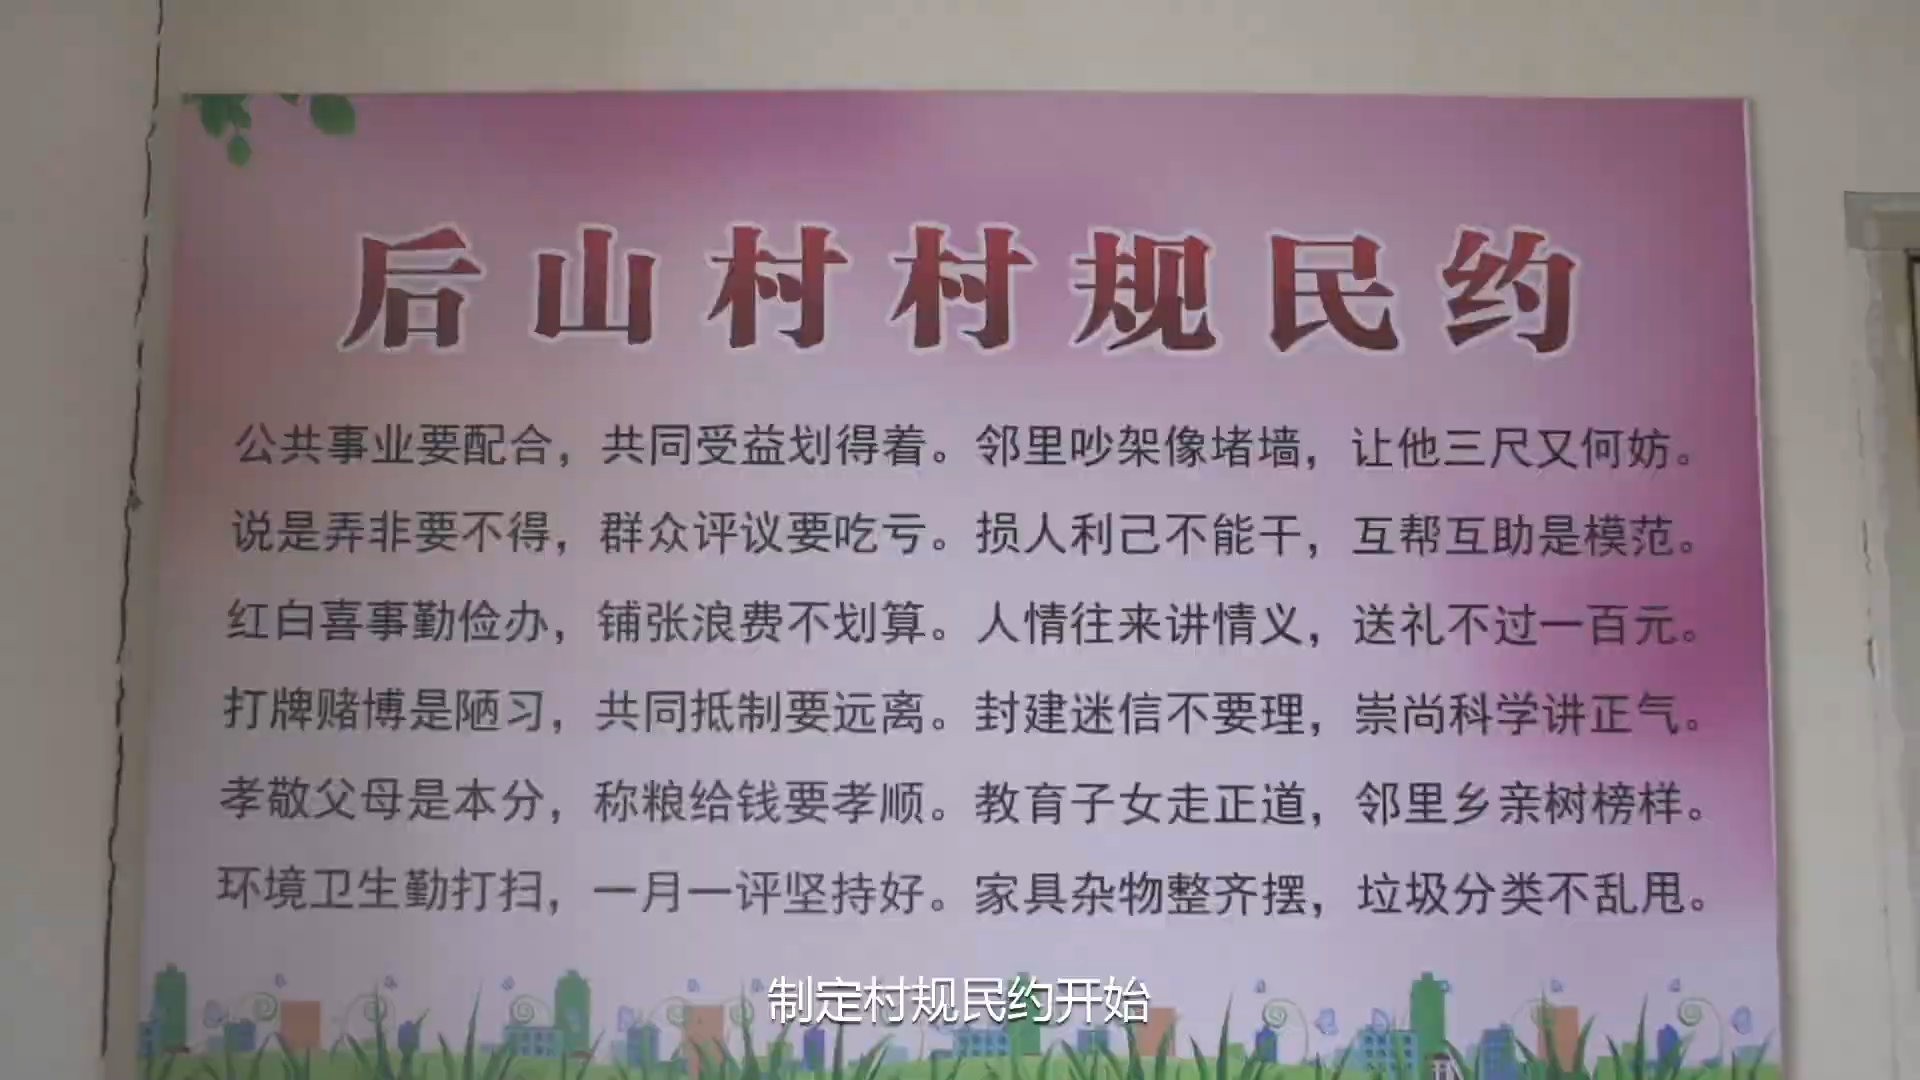 后山村村规民约
公共事业要配合，共同受益划得着。邻里吵架像堵墙，让他三尺又何妨。
说是弄非要不得，群众评议要吃亏。损人利己不能干，互帮互助是模范。
红白喜事勤俭办，铺张浪费不划算。人情往来讲情义，送礼不过一百元。
打牌赌博是陋习，共同抵制要远离。封建迷信不要理，崇尚科学讲正气。
孝敬父母是本分，称粮给钱要孝顺。教育子女走正道，邻里乡亲树榜样。
环境卫生勤打扫，一月一评坚持好。家具杂物整齐摆，垃圾分类不乱甩。
制定村规民约开始